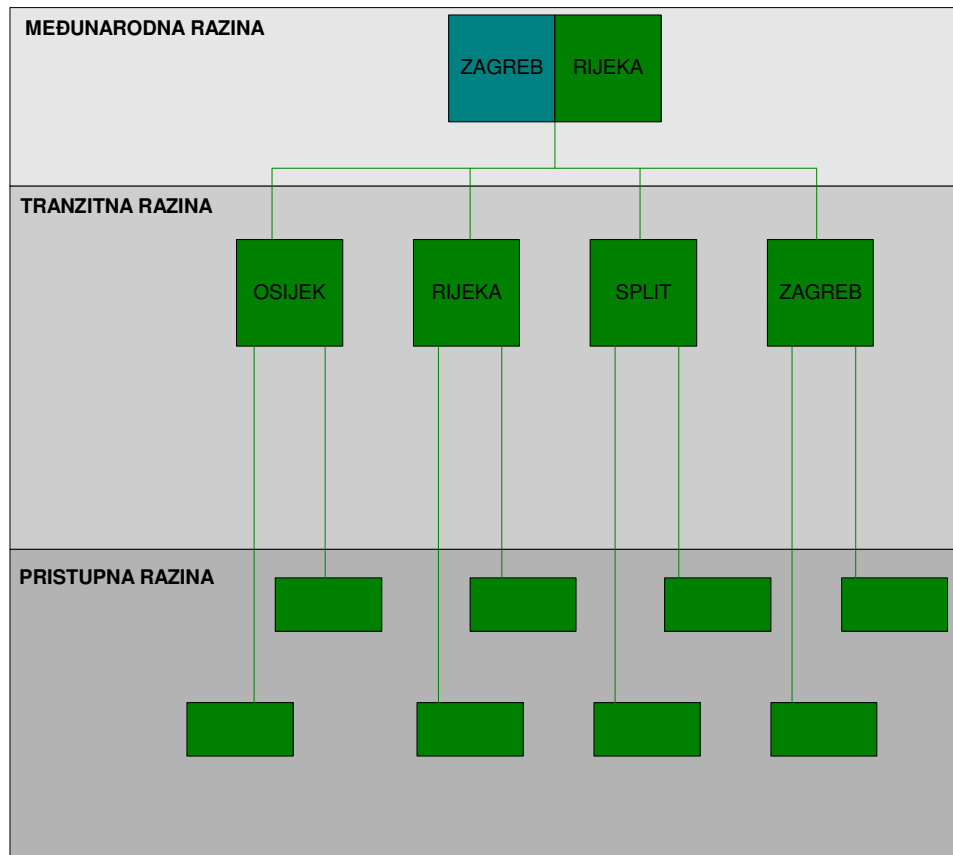 MEĐUNARODNA RAZINA
ZAGREB
RIJEKA
TRANZITNA RAZINA
OSIJEK
RIJEKA
SPLIT
ZAGREB
PRISTUPNA RAZINA